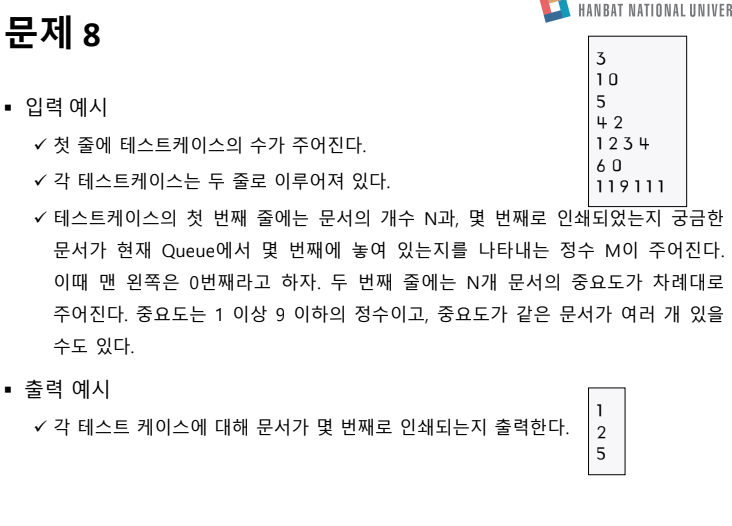 HANBAT NATIONAL UNIVER
문제 8
▪ 입력 예시
✓ 첫 줄에 테스트케이스의 수가 주어진다.
✓ 각 테스트케이스는 두 줄로 이루어져 있다.
✓ 테스트케이스의 첫 번째 줄에는 문서의 개수 N과, 몇 번째로 인쇄되었는지 궁금한
문서가 현재 Queue에서 몇 번째에 놓여 있는지를 나타내는 정수 M이 주어진다.
이때 맨 왼쪽은 0번째라고 하자. 두 번째 줄에는 N개 문서의 중요도가 차례대로
주어진다. 중요도는 1 이상 9 이하의 정수이고, 중요도가 같은 문서가 여러 개 있을
수도 있다.
3
1 0
5
4 2
1 2 3 4
6 0
1 1 9 1 1 1
▪ 출력 예시
✓ 각 테스트 케이스에 대해 문서가 몇 번째로 인쇄되는지 출력한다.
1
2
5